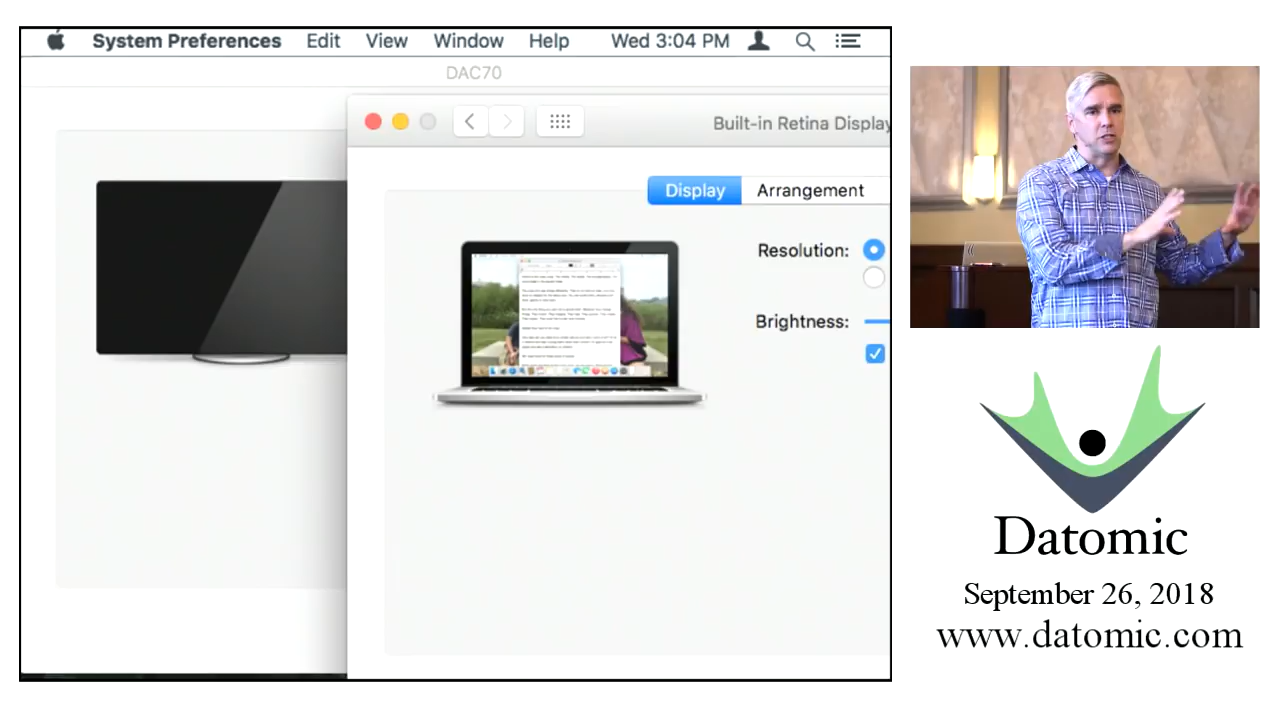 System Preferences Edit View Window Help Wed 3:04 PM
DAC70
Built-in Retina Display
Display Arrangement
Resolution:
Brightness:
Datomic
September 26, 2018
www.datomic.com